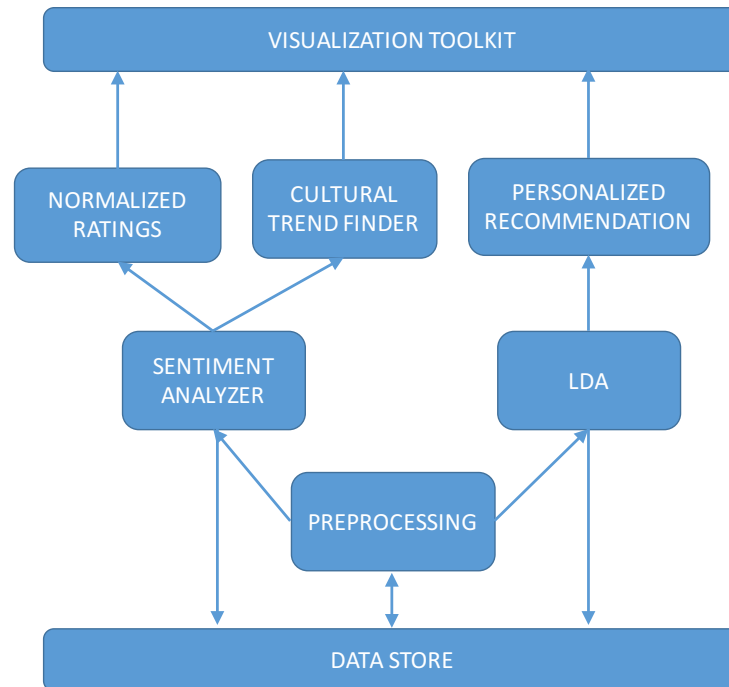 VISUALIZATION TOOLKIT
NORMALIZED
RATINGS
CULTURAL
TREND FINDER
PERSONALIZED
RECOMMENDATION
SENTIMENT
ANALYZER
LDA
PREPROCESSING
DATA STORE